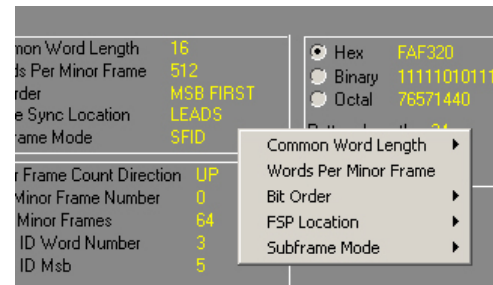 mon Word Length 16
ds Per Minor Frame 512
rder MSB FIRST
e Sync Location LEADS
rame Mode SFID
Hex FAF320
Binary 11111010111
Octal 76571440
Common Word Length
Words Per Minor Frame
Bit Order
FSP Location
Subframe Mode
r Frame Count Direction UP
Minor Frame Number 0
Minor Frames 64
ID Word Number 3
ID Msb 5